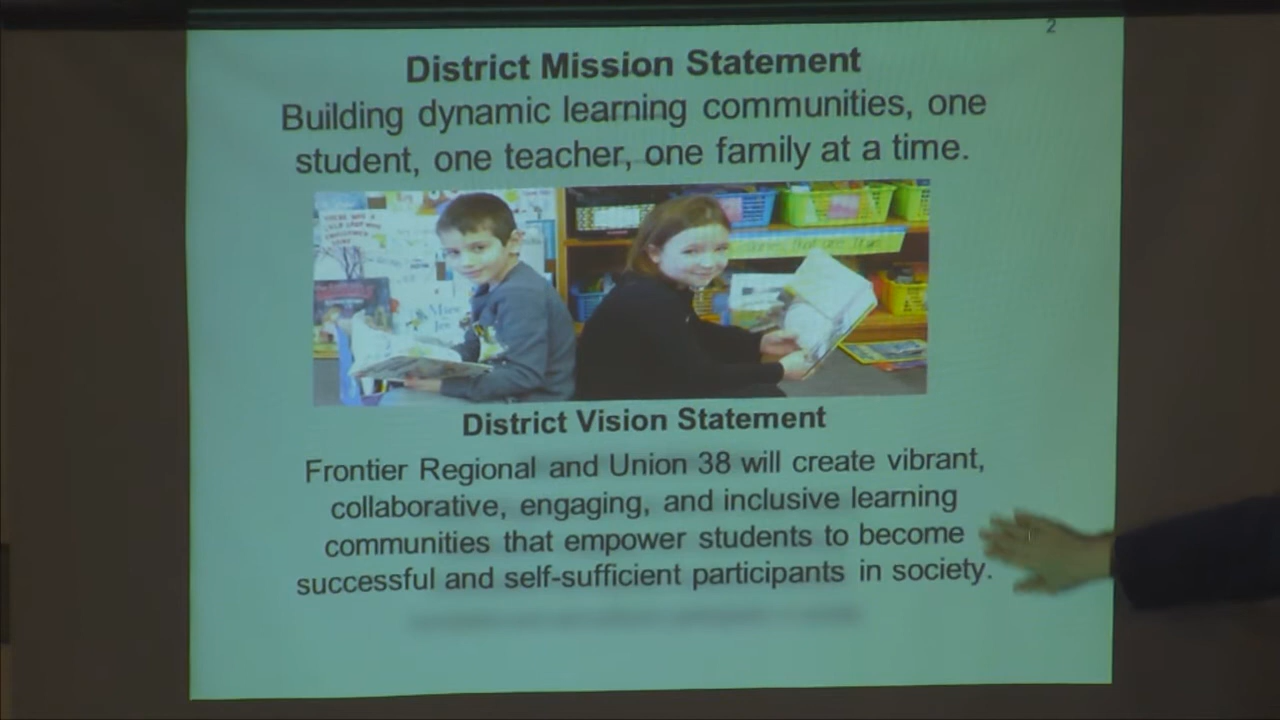 2
District Mission Statement
Building dynamic learning communities, one
student, one teacher, one family at a time.
District Vision Statement
Frontier Regional and Union 38 will create vibrant,
collaborative, engaging, and inclusive learning
communities that empower students to become
successful and self-sufficient participants in society.